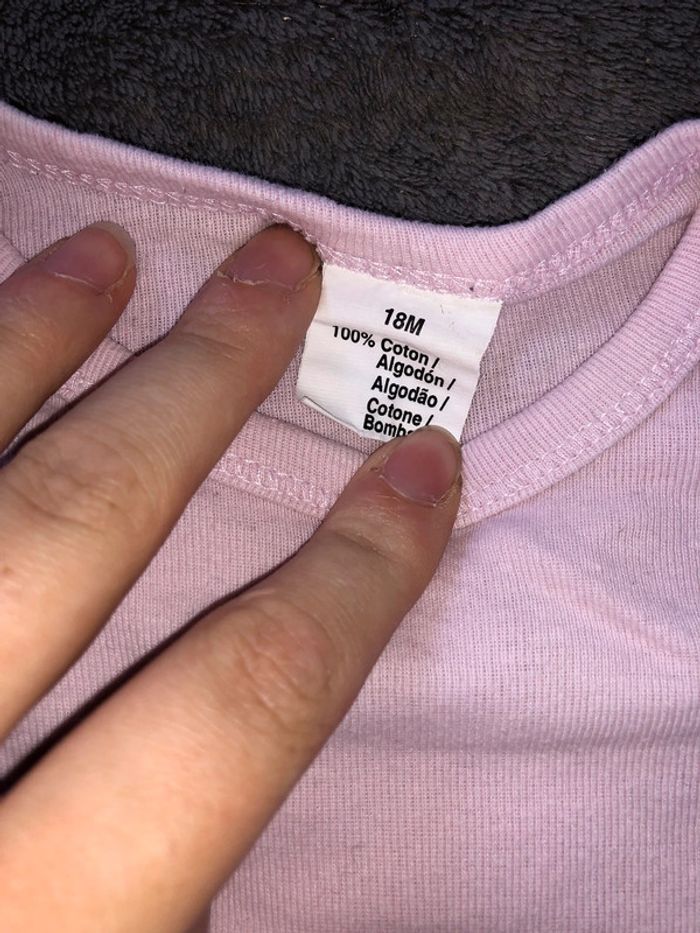 18M
100% Coton /
Algodón /
Algodão /
Cotone /